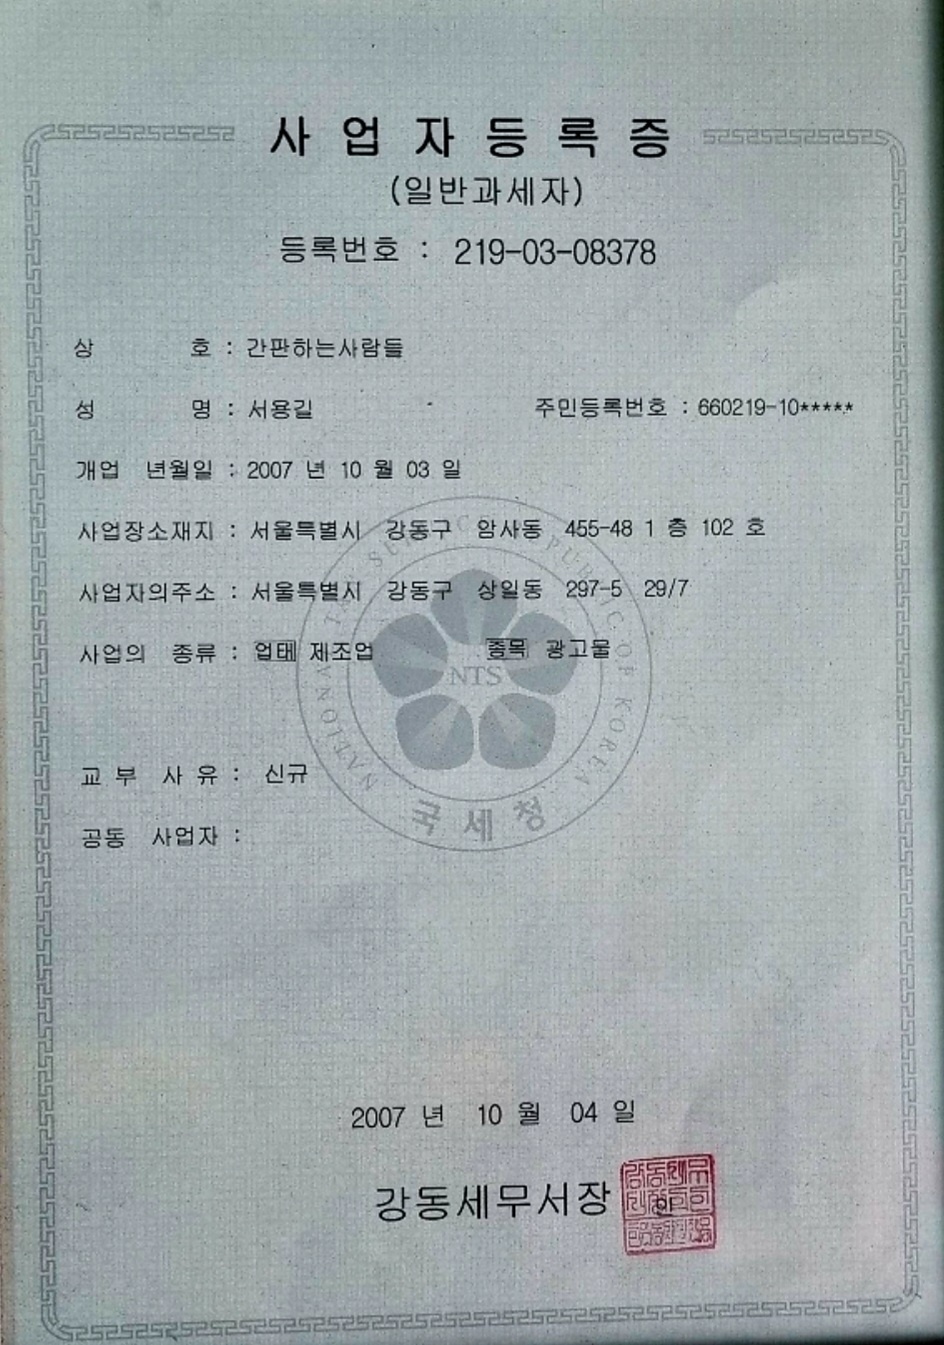 사업자등록증
(일반과세자)
등록번호 : 219-03-08378
상 호 : 간판하는사람들
성 명 : 서용길 주민등록번호 : 660219-10*****
개업 년월일 : 2007 년 10 월 03 일
사업장소재지 : 서울특별시 강동구 암사동 455-48 1 층 102 호
사업자의주소 : 서울특별시 강동구 상일동 297-5 29/7
사업의 종류 : 업태 제조업 종목 광고물
NTS
교 부 사 유 : 신규
국세청
공동 사업자 :
2007 년 10 월 04 일
강동세무서장 인